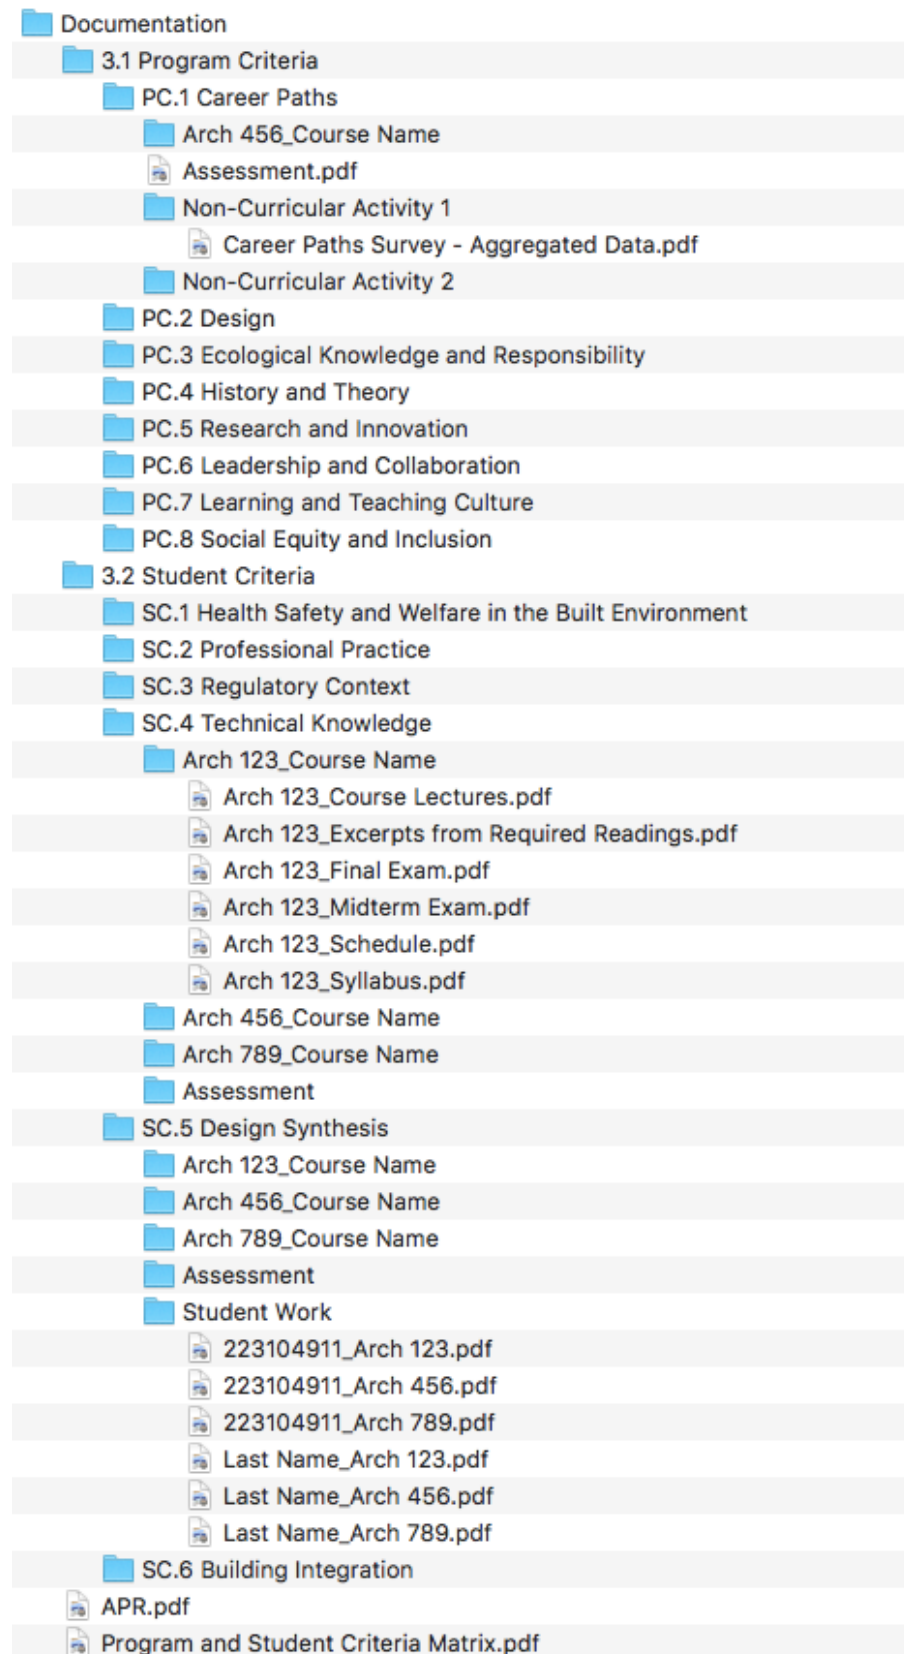 Documentation
3.1 Program Criteria
PC.1 Career Paths
Arch 456_Course Name
Assessment.pdf
Non-Curricular Activity 1
Career Paths Survey - Aggregated Data.pdf
Non-Curricular Activity 2
PC.2 Design
PC.3 Ecological Knowledge and Responsibility
PC.4 History and Theory
PC.5 Research and Innovation
PC.6 Leadership and Collaboration
PC.7 Learning and Teaching Culture
PC.8 Social Equity and Inclusion
3.2 Student Criteria
SC.1 Health Safety and Welfare in the Built Environment
SC.2 Professional Practice
SC.3 Regulatory Context
SC.4 Technical Knowledge
Arch 123_Course Name
Arch 123_Course Lectures.pdf
Arch 123_Excerpts from Required Readings.pdf
Arch 123_Final Exam.pdf
Arch 123_Midterm Exam.pdf
Arch 123_Schedule.pdf
Arch 123_Syllabus.pdf
Arch 456_Course Name
Arch 789_Course Name
Assessment
SC.5 Design Synthesis
Arch 123_Course Name
Arch 456_Course Name
Arch 789_Course Name
Assessment
Student Work
223104911_Arch 123.pdf
223104911_Arch 456.pdf
223104911_Arch 789.pdf
Last Name_Arch 123.pdf
Last Name_Arch 456.pdf
Last Name_Arch 789.pdf
SC.6 Building Integration
APR.pdf
Program and Student Criteria Matrix.pdf